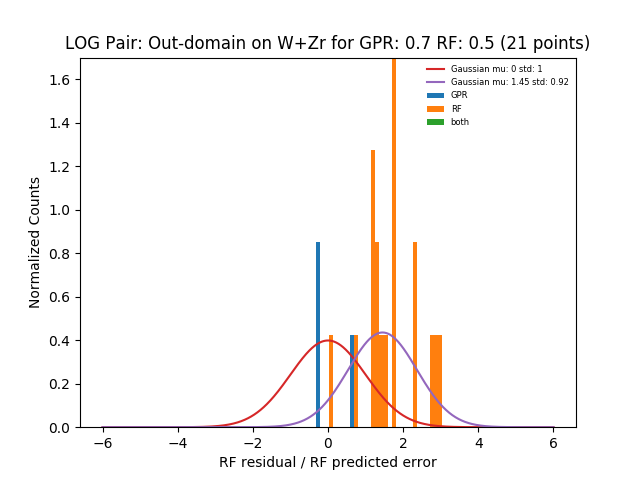 LOG Pair: Out-domain on W+Zr for GPR: 0.7 RF: 0.5 (21 points)
Gaussian mu: 0 std: 1
Gaussian mu: 1.45 std: 0.92
GPR
RF
both
Normalized Counts
1.6
1.4
1.2
1.0
0.8
0.6
0.4
0.2
0.0
−6
−4
−2
0
2
4
6
RF residual / RF predicted error